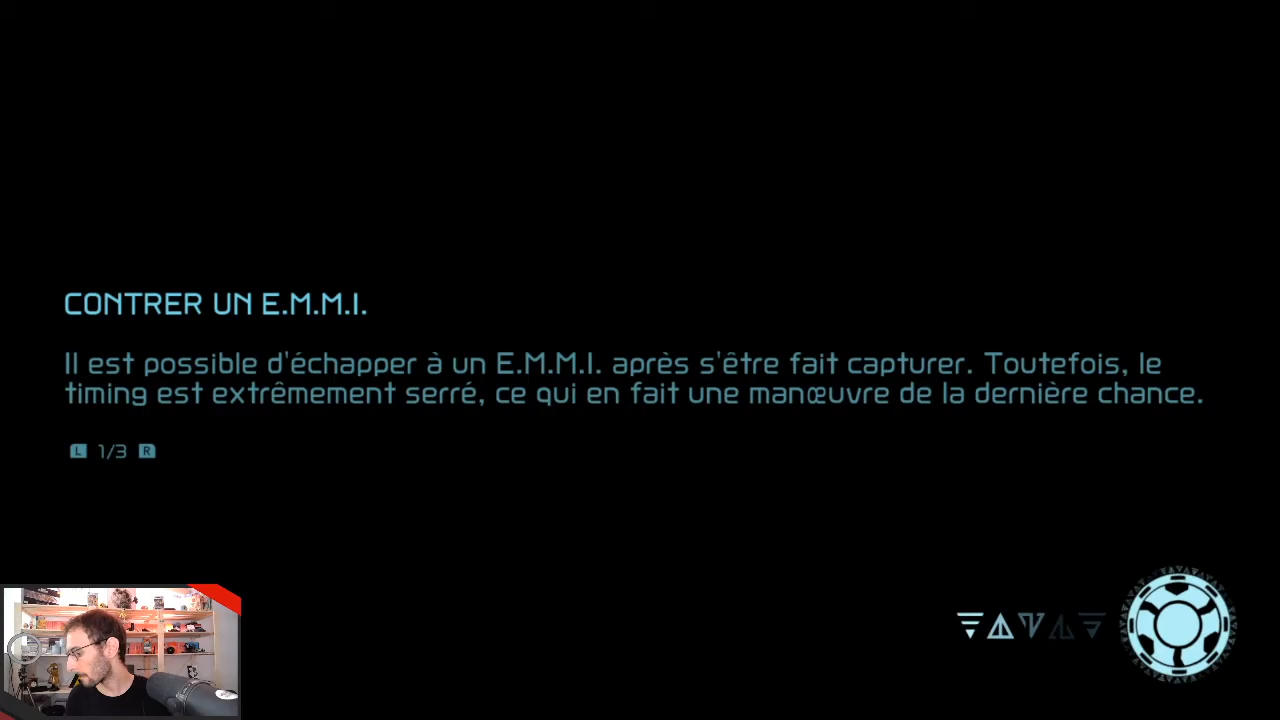 CONTRER UN E.M.M.I.
Il est possible d'échapper à un E.M.M.I. après s'être fait capturer. Toutefois, le
timing est extrêmement serré, ce qui en fait une manœuvre de la dernière chance.
L 1/3 R